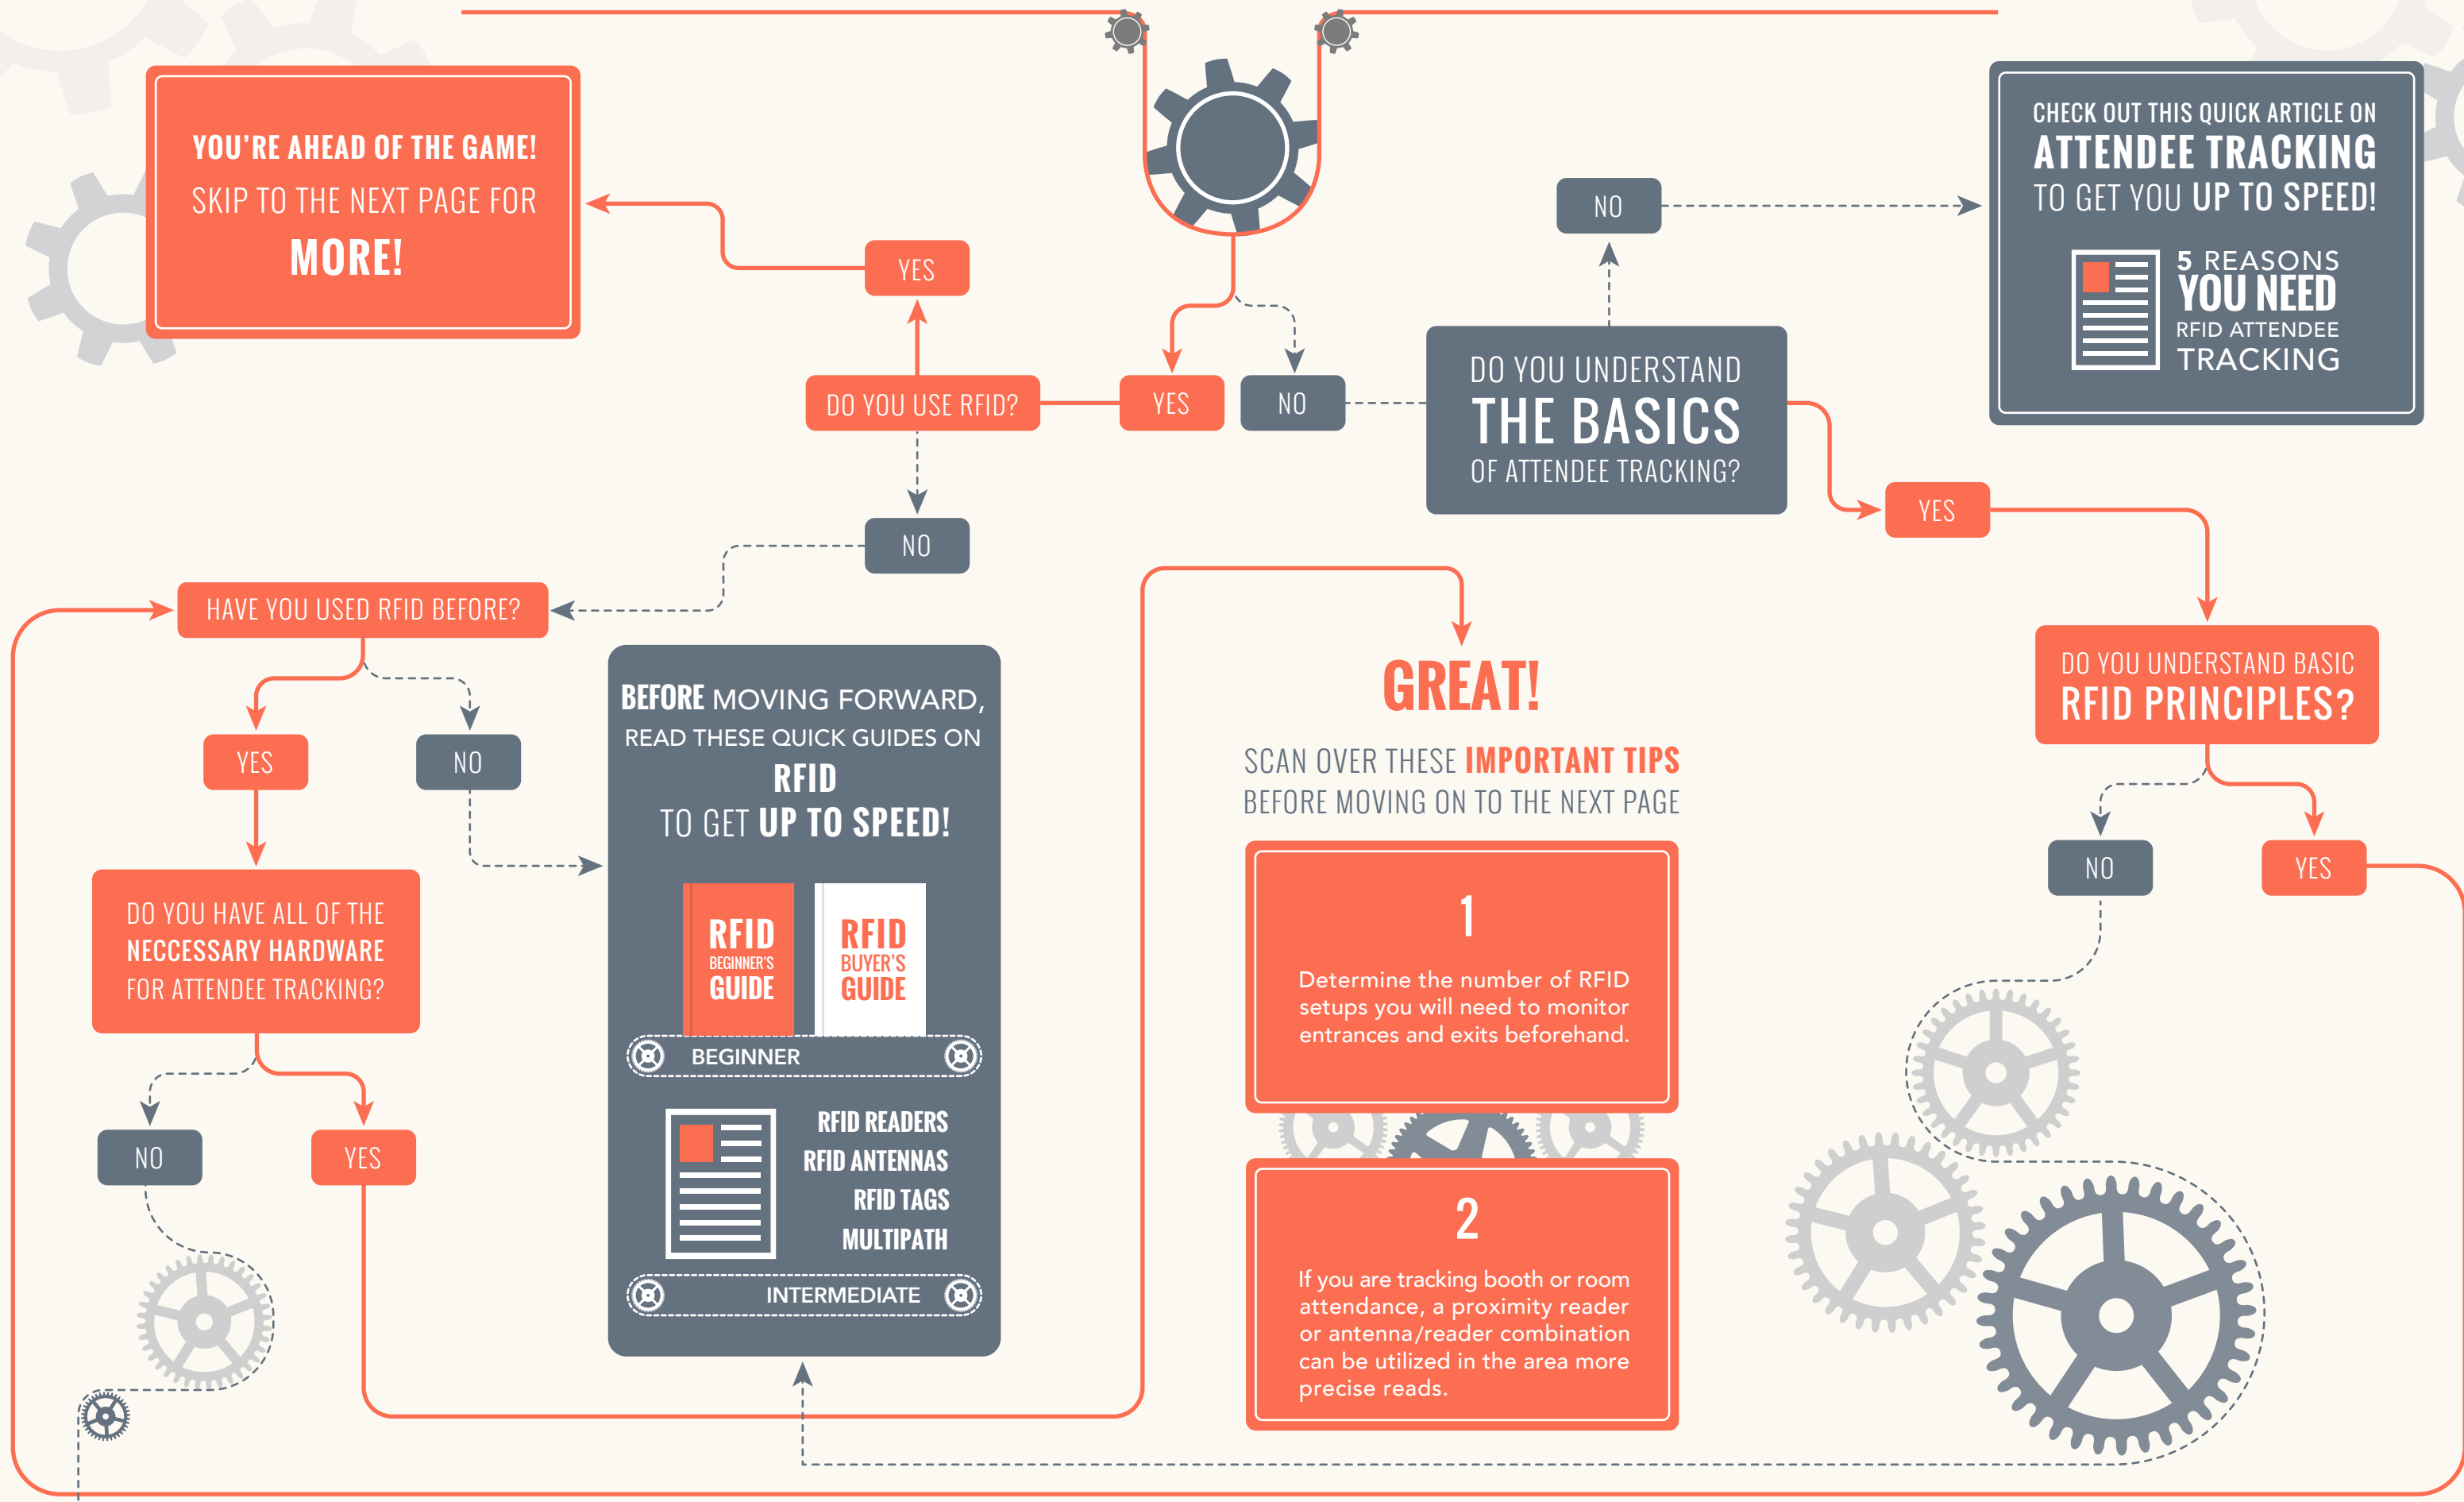 YOU'RE AHEAD OF THE GAME!
SKIP TO THE NEXT PAGE FOR
MORE!
YES
DO YOU USE RFID?
YES
NO
NO
DO YOU UNDERSTAND
THE BASICS
OF ATTENDEE TRACKING?
NO
CHECK OUT THIS QUICK ARTICLE ON
ATTENDEE TRACKING
TO GET YOU UP TO SPEED!
5 REASONS
YOU NEED
RFID ATTENDEE
TRACKING
YES
DO YOU UNDERSTAND BASIC
RFID PRINCIPLES?
NO
YES
HAVE YOU USED RFID BEFORE?
YES
NO
DO YOU HAVE ALL OF THE
NECCESSARY HARDWARE
FOR ATTENDEE TRACKING?
NO
YES
BEFORE MOVING FORWARD,
READ THESE QUICK GUIDES ON
RFID
TO GET UP TO SPEED!
RFID
BEGINNER'S
GUIDE
RFID
BUYER'S
GUIDE
BEGINNER
RFID READERS
RFID ANTENNAS
RFID TAGS
MULTIPATH
INTERMEDIATE
GREAT!
SCAN OVER THESE IMPORTANT TIPS
BEFORE MOVING ON TO THE NEXT PAGE
1
Determine the number of RFID
setups you will need to monitor
entrances and exits beforehand.
2
If you are tracking booth or room
attendance, a proximity reader
or antenna/reader combination
can be utilized in the area more
precise reads.